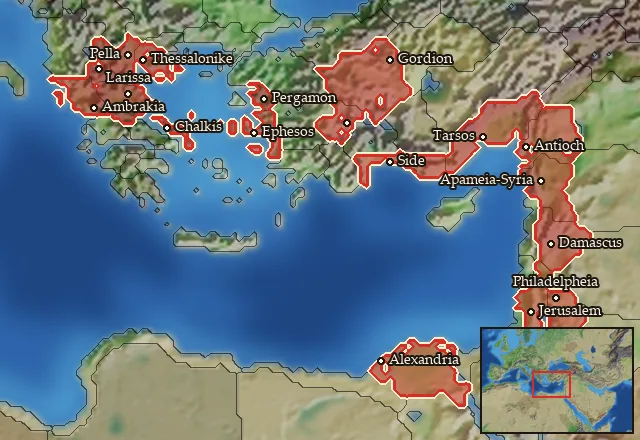 Pella
Thessalonike
Gordion
Larissa
Pergamon
Ambrakia
Chalkis
Ephesos
Tarsos
Antioch
Side
Apameia-Syria
Damascus
Philadelpheia
Jerusalem
Alexandria